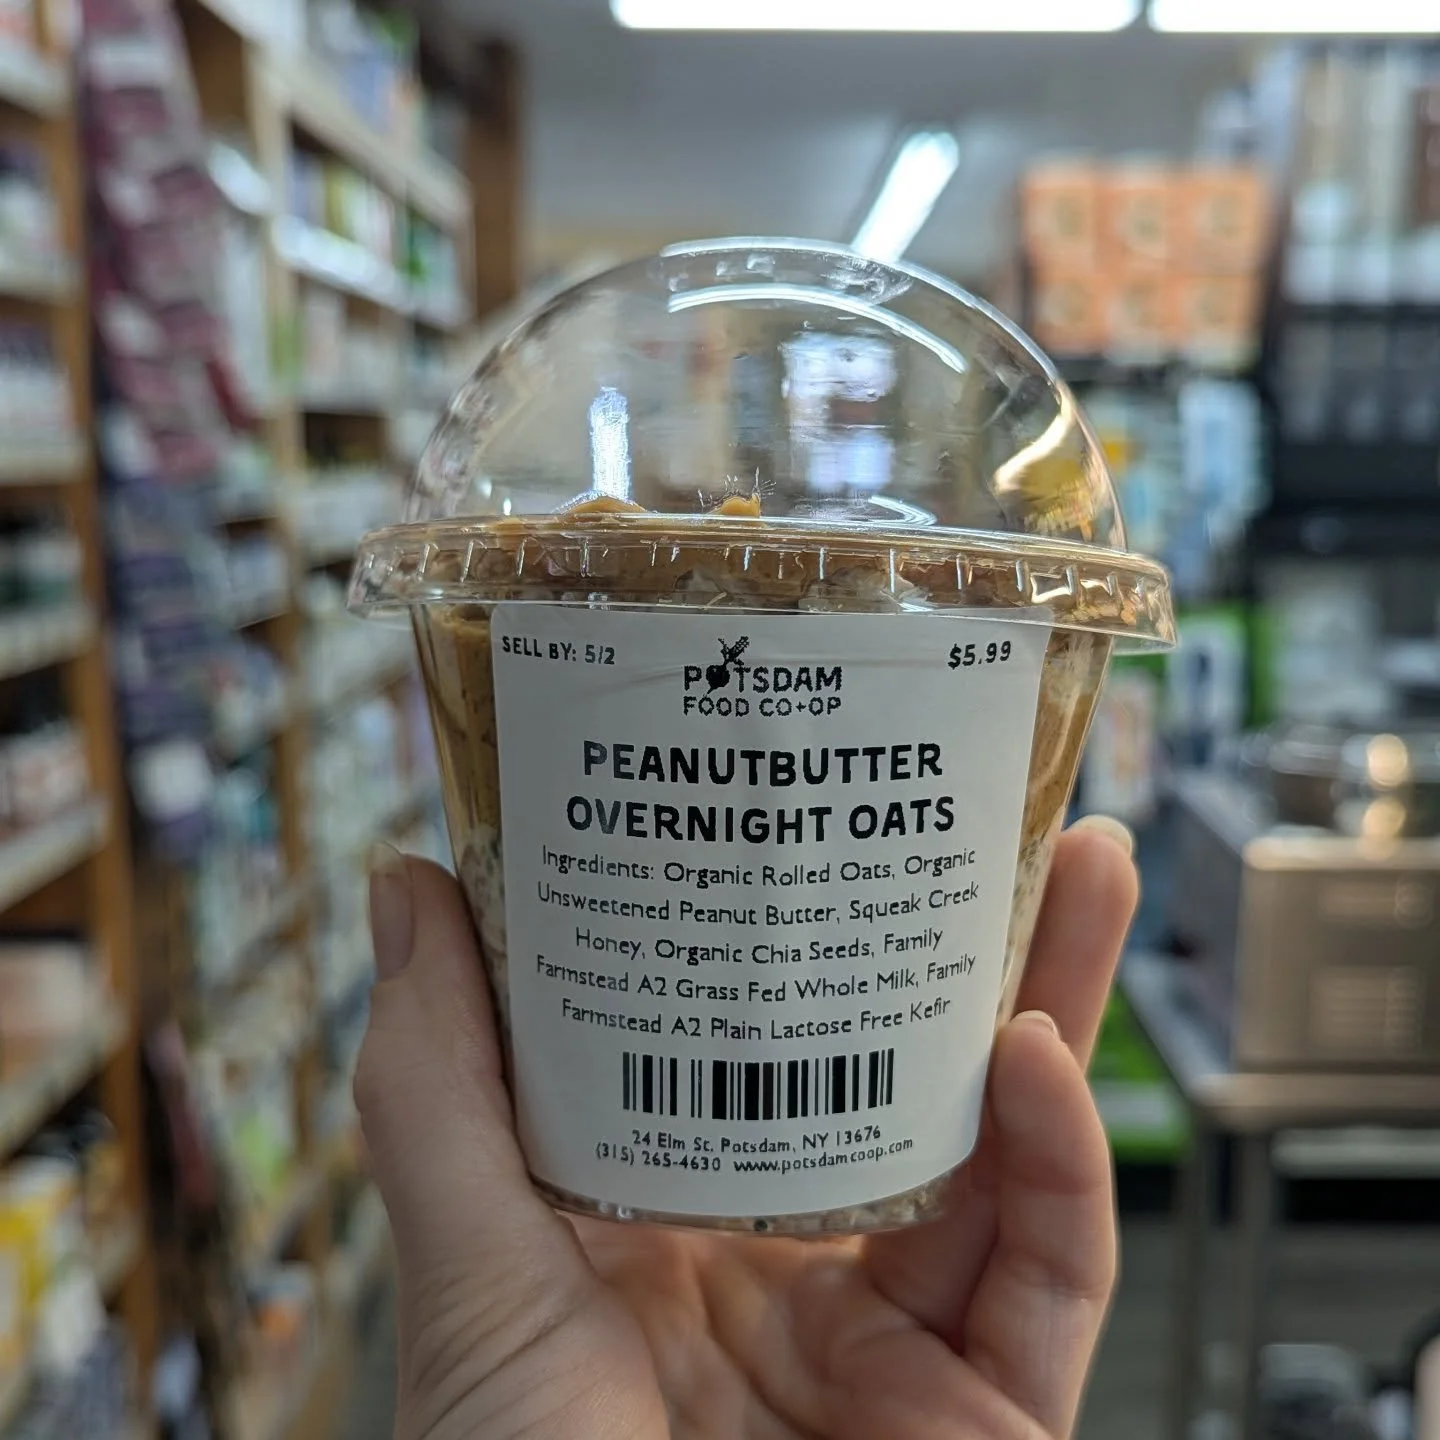 SELL BY: 5/2
$5.99
POTSDAM
FOOD CO+OP
PEANUTBUTTER
OVERNIGHT OATS
Ingredients: Organic Rolled Oats, Organic
Unsweetened Peanut Butter, Squeak Creek
Honey, Organic Chia Seeds, Family
Farmstead A2 Grass Fed Whole Milk, Family
Farmstead A2 Plain Lactose Free Kefir
24 Elm St. Potsdam, NY 13676
(315) 265-4630 www.potsdamcoop.com